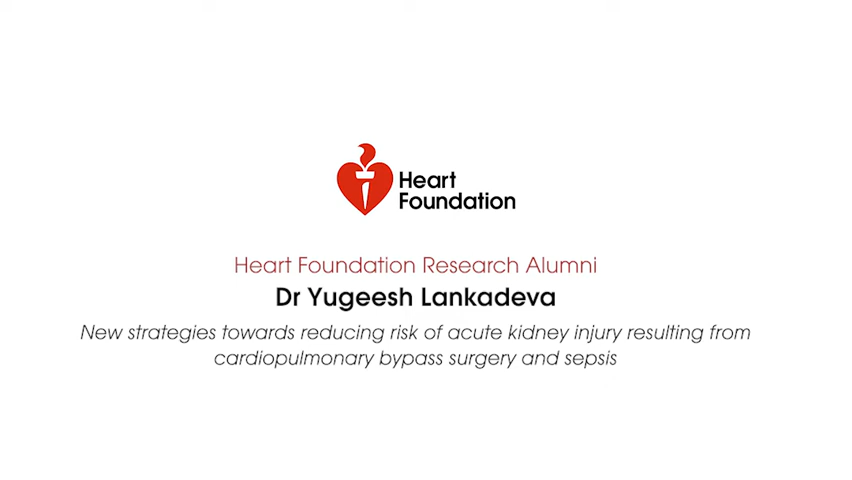 Heart
Foundation
Heart Foundation Research Alumni
Dr Yugeesh Lankadeva
New strategies towards reducing risk of acute kidney injury resulting from
cardiopulmonary bypass surgery and sepsis